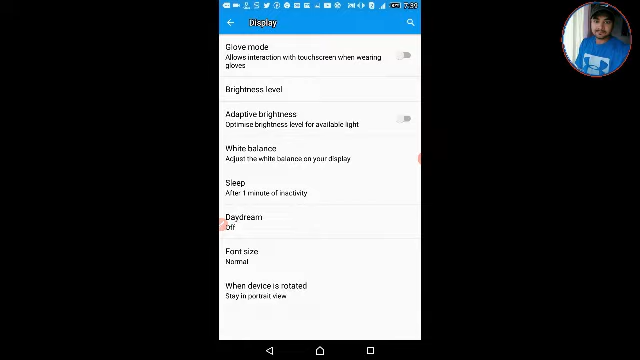 7:39
Display
Glove mode
Allows interaction with touchscreen when wearing
gloves
Brightness level
Adaptive brightness
Optimise brightness level for available light
White balance
Adjust the white balance on your display
Sleep
After 1 minute of inactivity
Daydream
Off
Font size
Normal
When device is rotated
Stay in portrait view